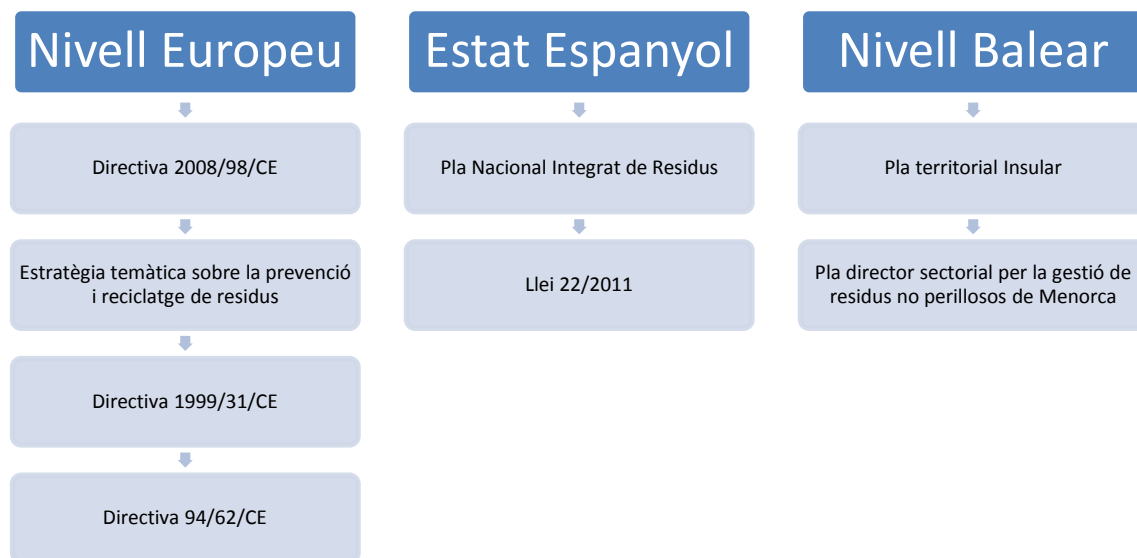 Nivell Europeu
Directiva 2008/98/CE
Estratègia temàtica sobre la prevenció
i reciclatge de residus
Directiva 1999/31/CE
Directiva 94/62/CE
Estat Espanyol
Pla Nacional Integrat de Residus
Llei 22/2011
Nivell Balear
Pla territorial Insular
Pla director sectorial per la gestió de
residus no perillosos de Menorca